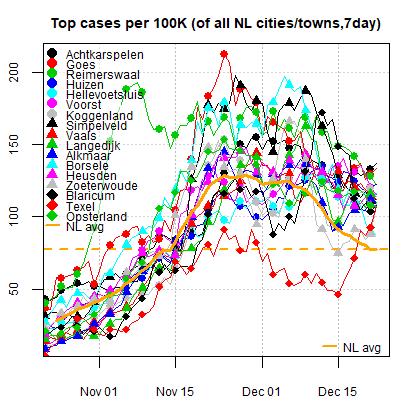 Top cases per 100K (of all NL cities/towns,7day)
200
150
100
50
Achtkarspelen
Goes
Reimerswaal
Huizen
Hellevoetsluis
Voorst
Koggenland
Simpelveld
Vaals
Langedijk
Alkmaar
Borsele
Heusden
Zoeterwoude
Blaricum
Texel
Opsterland
NL avg
NL avg
Nov 01
Nov 15
Dec 01
Dec 15